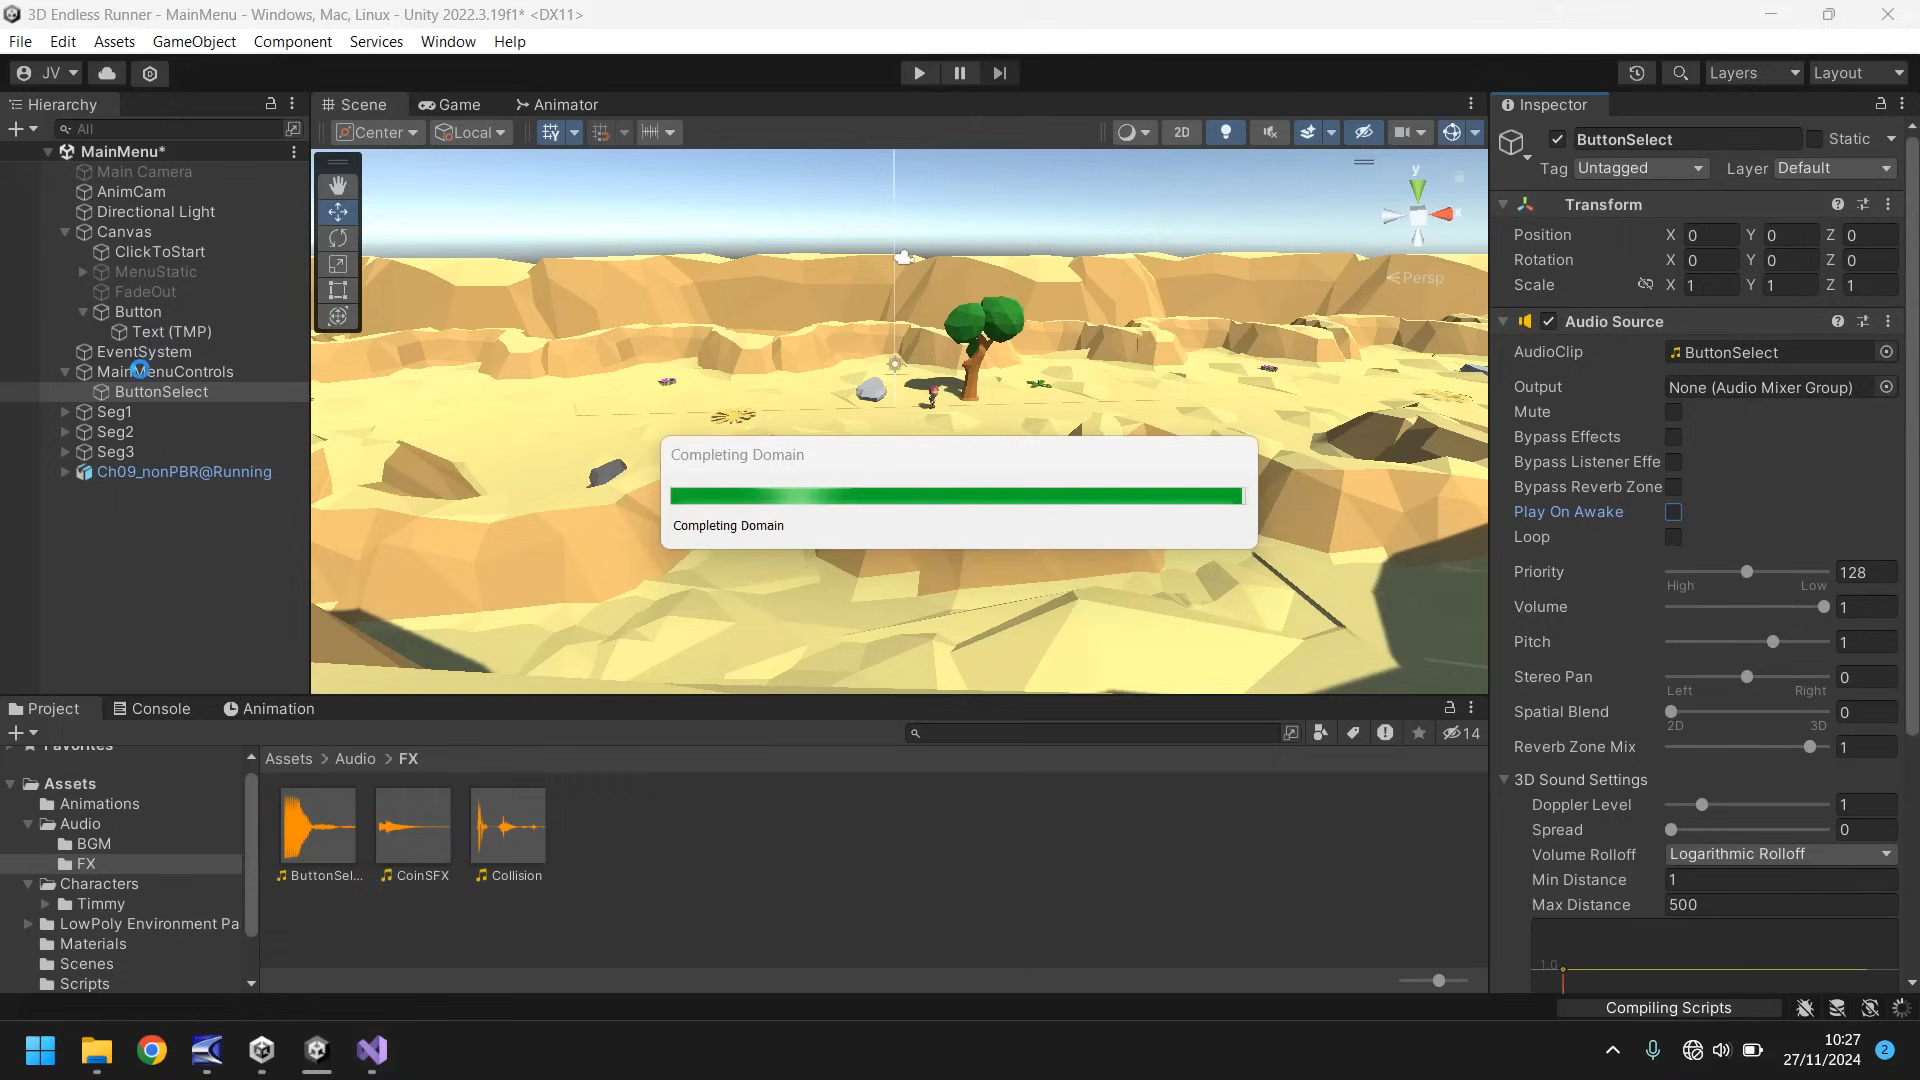 3D Endless Runner - MainMenu - Windows, Mac, Linux - Unity 2022.3.19f1* <DX11>
File Edit Assets GameObject Component Services Window Help
JV Layers Layout
Hierarchy Scene Game Animator Inspector
All Center Local 2D ButtonSelect Static
MainMenu* Tag Untagged Layer Default
Main Camera
AnimCam Transform
Directional Light Position X 0 Y 0 Z 0
Canvas Rotation X 0 Y 0 Z 0
ClickToStart Scale X 1 Y 1 Z 1
MenuStatic y x Persp
FadeOut
Button Audio Source
Text (TMP)
EventSystem AudioClip ButtonSelect
MainMenuControls Output None (Audio Mixer Group)
ButtonSelect Mute
Seg1 Bypass Effects
Seg2 Bypass Listener Effe
Seg3 Bypass Reverb Zone
Ch09_nonPBR@Running Play On Awake
Completing Domain Loop
Completing Domain
Priority 128
High Low
Volume 1
Pitch 1
Stereo Pan 0
Left Right
Spatial Blend 0
2D 3D
Reverb Zone Mix 1
3D Sound Settings
Doppler Level 1
Spread 0
Volume Rolloff Logarithmic Rolloff
Min Distance 1
Max Distance 500
1.0
Project Console Animation
14
Favorites
Assets > Audio > FX
Assets
Animations
Audio
BGM
FX
Characters
Timmy
LowPoly Environment Pa
Materials
Scenes
Scripts
ButtonSel... CoinSFX Collision
Compiling Scripts
10:27
27/11/2024 2